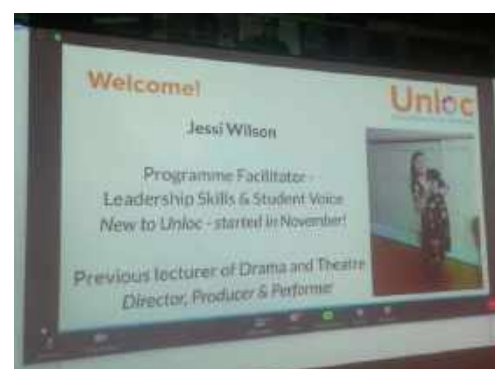 Welcome!
Unloc
Jessi Wilson
Programme Facilitator -
Leadership Skills & Student Voice
New to Unloc - started in November!
Previous lecturer of Drama and Theatre
Director, Producer & Performer